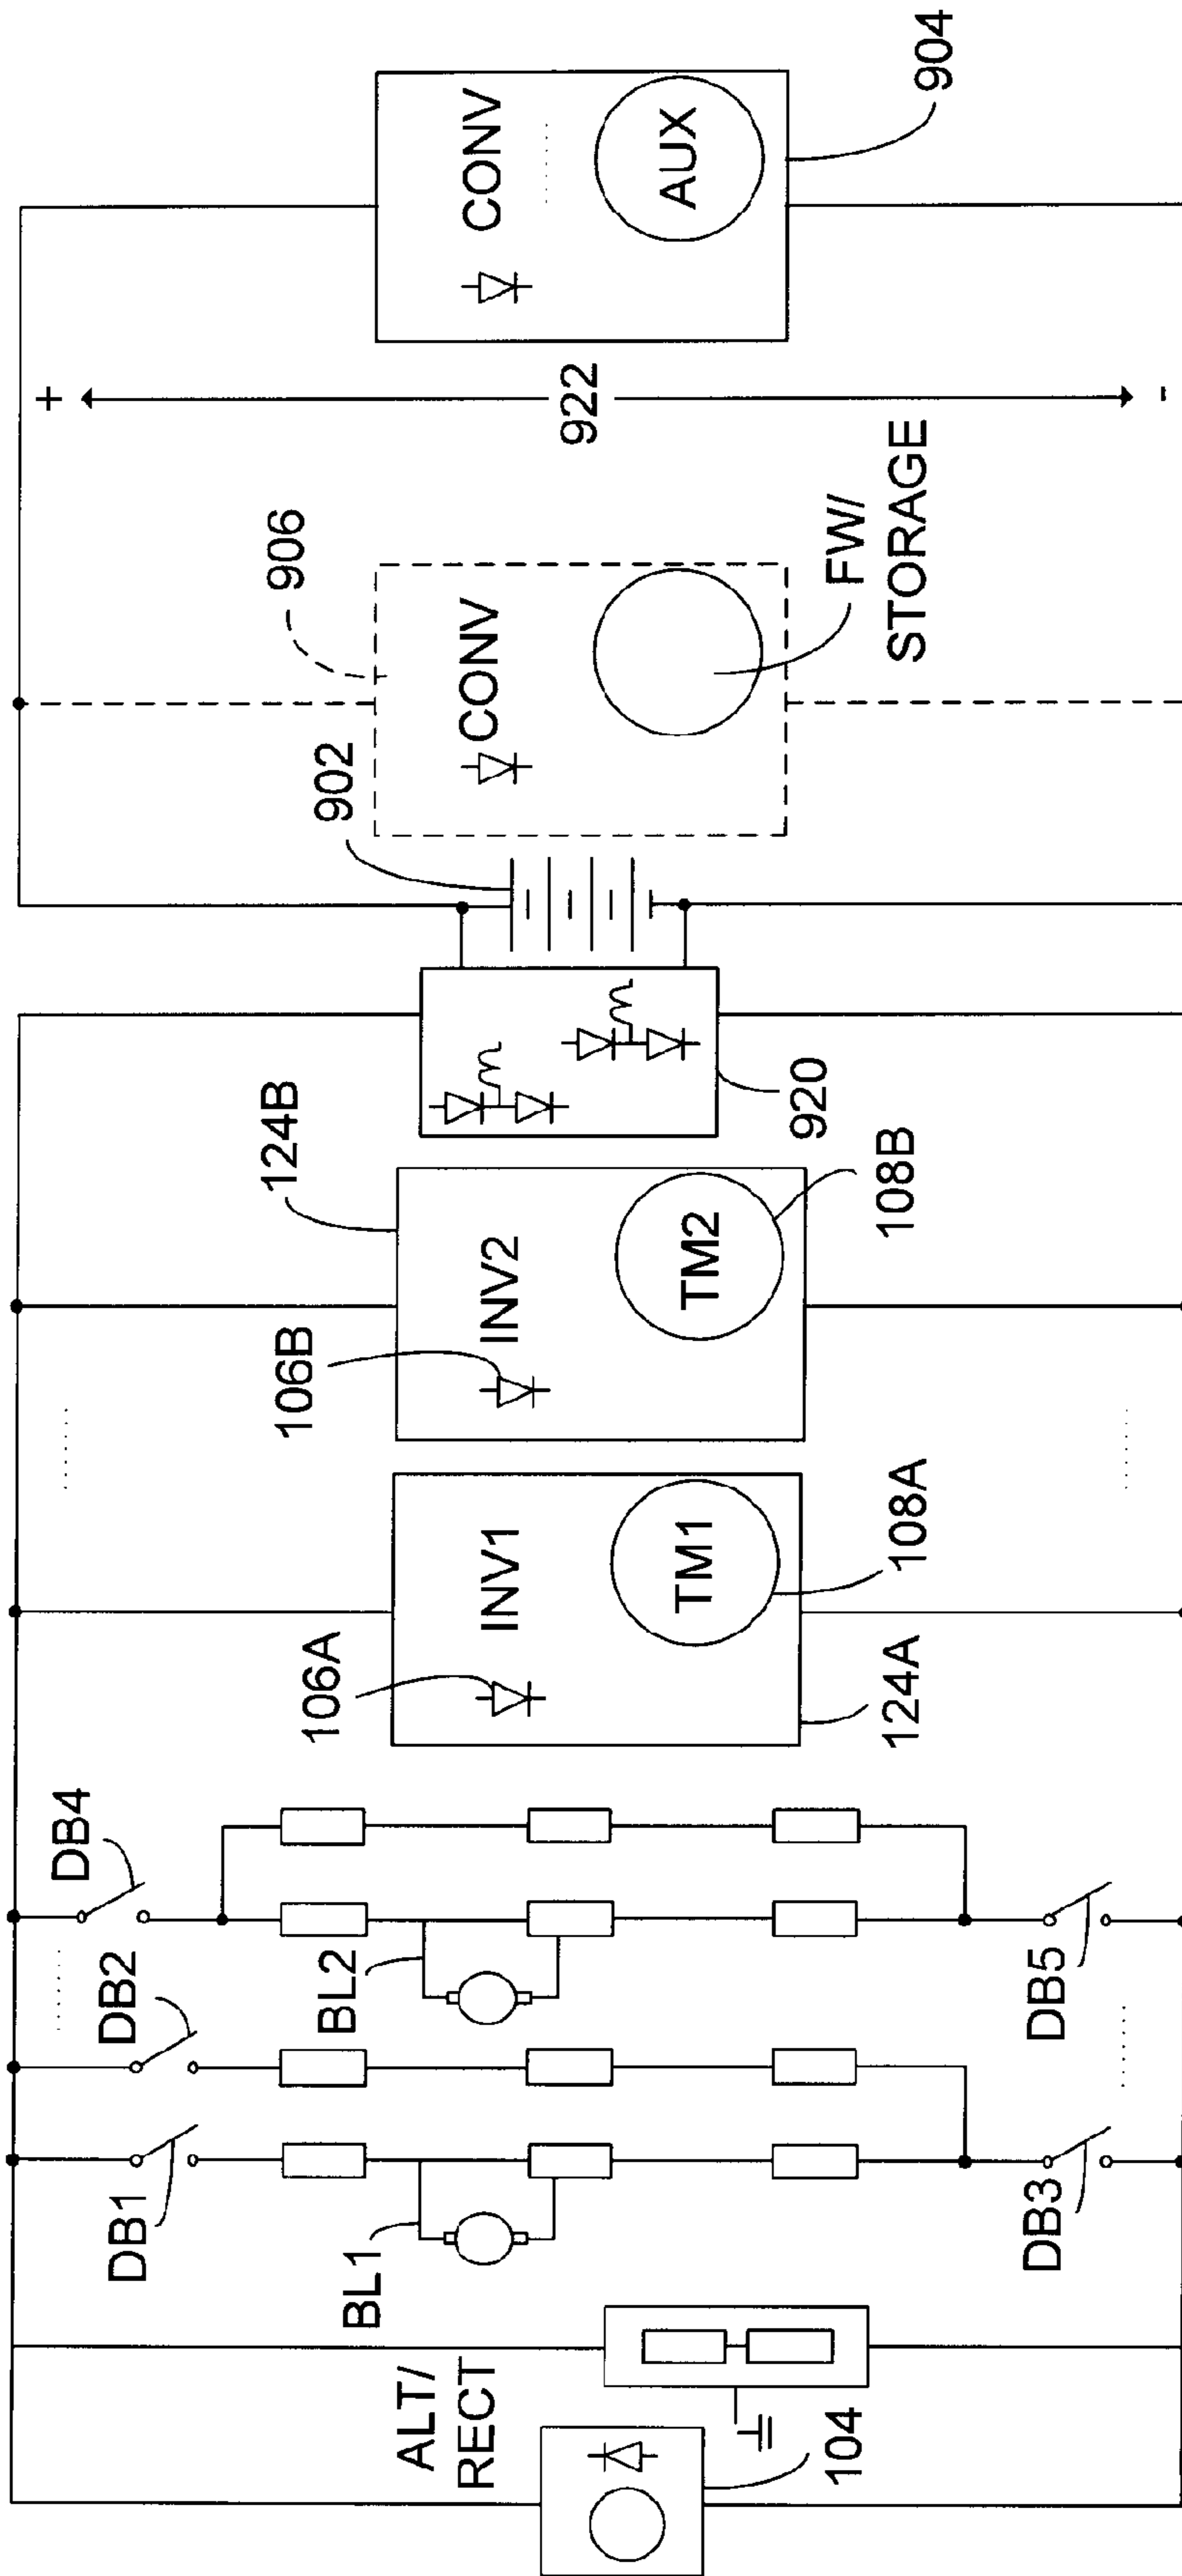 ALT/
RECT
104
BL1
DB1
DB2
DB3
BL2
DB4
DB5
106A
INV1
TM1
108A
124A
106B
INV2
TM2
108B
124B
920
902
906
CONV
FW/
STORAGE
+
922
-
CONV
AUX
904